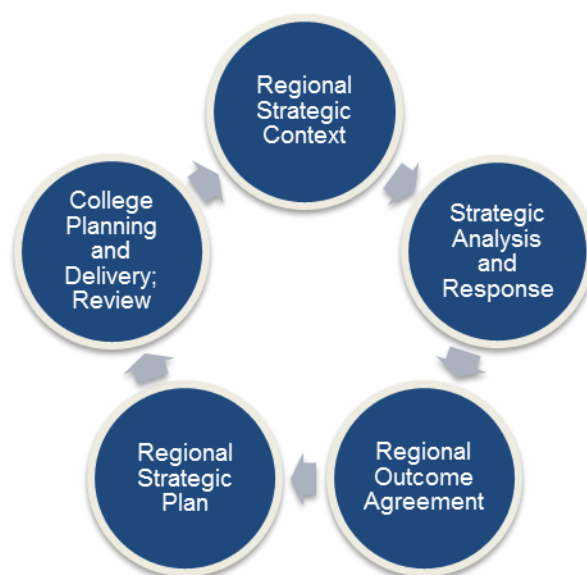 Regional
Strategic
Context
Strategic
Analysis
and
Response
Regional
Outcome
Agreement
Regional
Strategic
Plan
College
Planning
and
Delivery;
Review